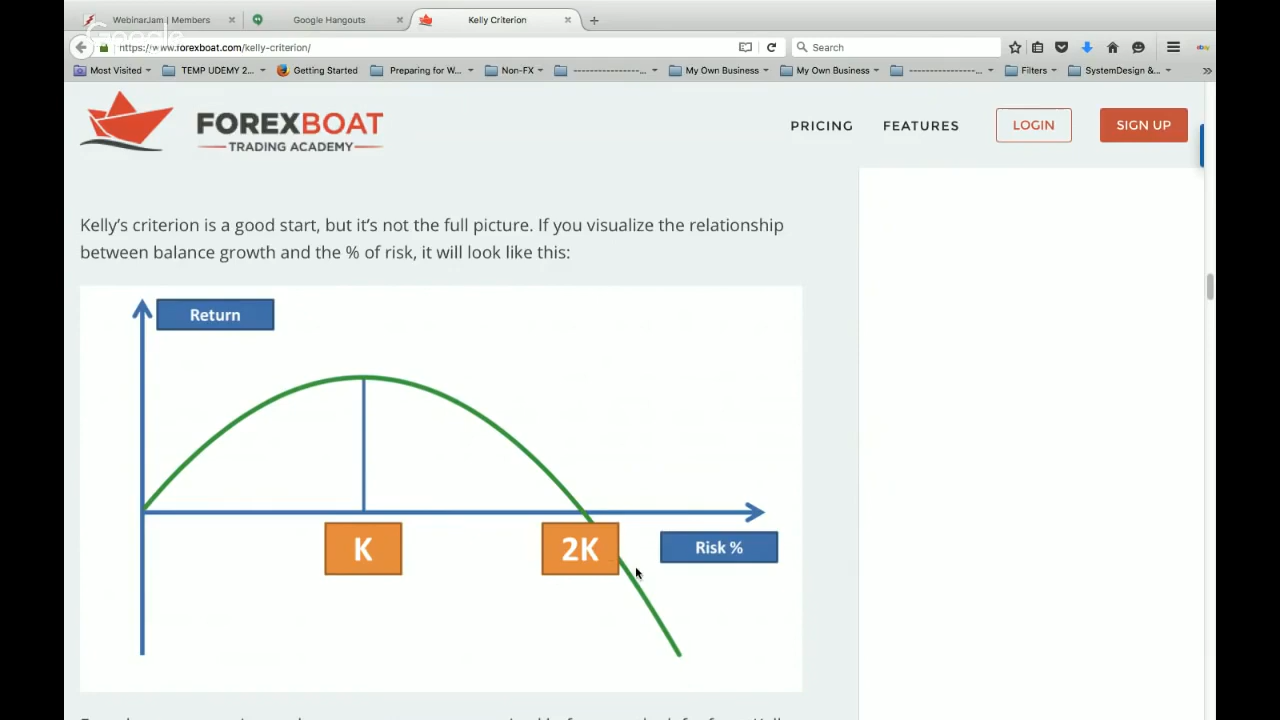 WebinarJam | Members
Google Hangouts
Kelly Criterion
Google
https://www.forexboat.com/kelly-criterion/
Search
ebay
Most Visited
TEMP UDEMY 2...
Getting Started
Preparing for W...
Non-FX
------------------...
My Own Business
My Own Business
------------------...
Filters
SystemDesign &...
FOREXBOAT
TRADING ACADEMY
PRICING
FEATURES
LOGIN
SIGN UP
Kelly’s criterion is a good start, but it’s not the full picture. If you visualize the relationship
between balance growth and the % of risk, it will look like this:
Return
K
2K
Risk %